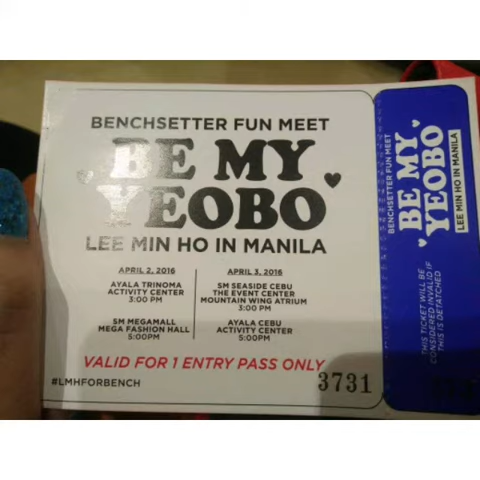 BENCHSETTER FUN MEET
BE MY
YEOBO
LEE MIN HO IN MANILA
APRIL 2, 2016
AYALA TRINOMA
ACTIVITY CENTER
3:00 PM
SM MEGAMALL
MEGA FASHION HALL
5:00PM
APRIL 3, 2016
SM SEASIDE CEBU
THE EVENT CENTER
MOUNTAIN WING ATRIUM
3:00 PM
AYALA CEBU
ACTIVITY CENTER
5:00PM
VALID FOR 1 ENTRY PASS ONLY
#LMHFORBENCH
3731
BENCHSETTER FUN MEET
BE MY
YEOBO
LEE MIN HO IN MANILA
THIS TICKET WILL BE
CONSIDERED INVALID IF
THIS IS DETATCHED